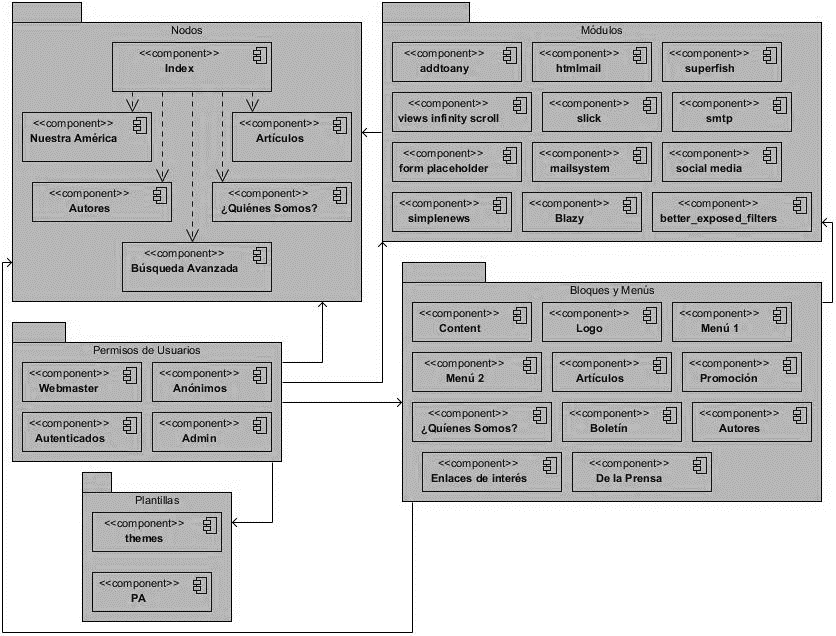 Nodos
<<component>>
Index
<<component>>
Nuestra América
<<component>>
Artículos
<<component>>
Autores
<<component>>
¿Quiénes Somos?
<<component>>
Búsqueda Avanzada
Módulos
<<component>>
addtoany
<<component>>
htmlmail
<<component>>
superfish
<<component>>
views infinity scroll
<<component>>
slick
<<component>>
smtp
<<component>>
form placeholder
<<component>>
mailsystem
<<component>>
social media
<<component>>
simplenews
<<component>>
Blazy
<<component>>
better_exposed_filters
Permisos de Usuarios
<<component>>
Webmaster
<<component>>
Anónimos
<<component>>
Autenticados
<<component>>
Admin
Bloques y Menús
<<component>>
Content
<<component>>
Logo
<<component>>
Menú 1
<<component>>
Menú 2
<<component>>
Artículos
<<component>>
Promoción
<<component>>
¿Quíenes Somos?
<<component>>
Boletín
<<component>>
Autores
<<component>>
Enlaces de interés
<<component>>
De la Prensa
Plantillas
<<component>>
themes
<<component>>
PA